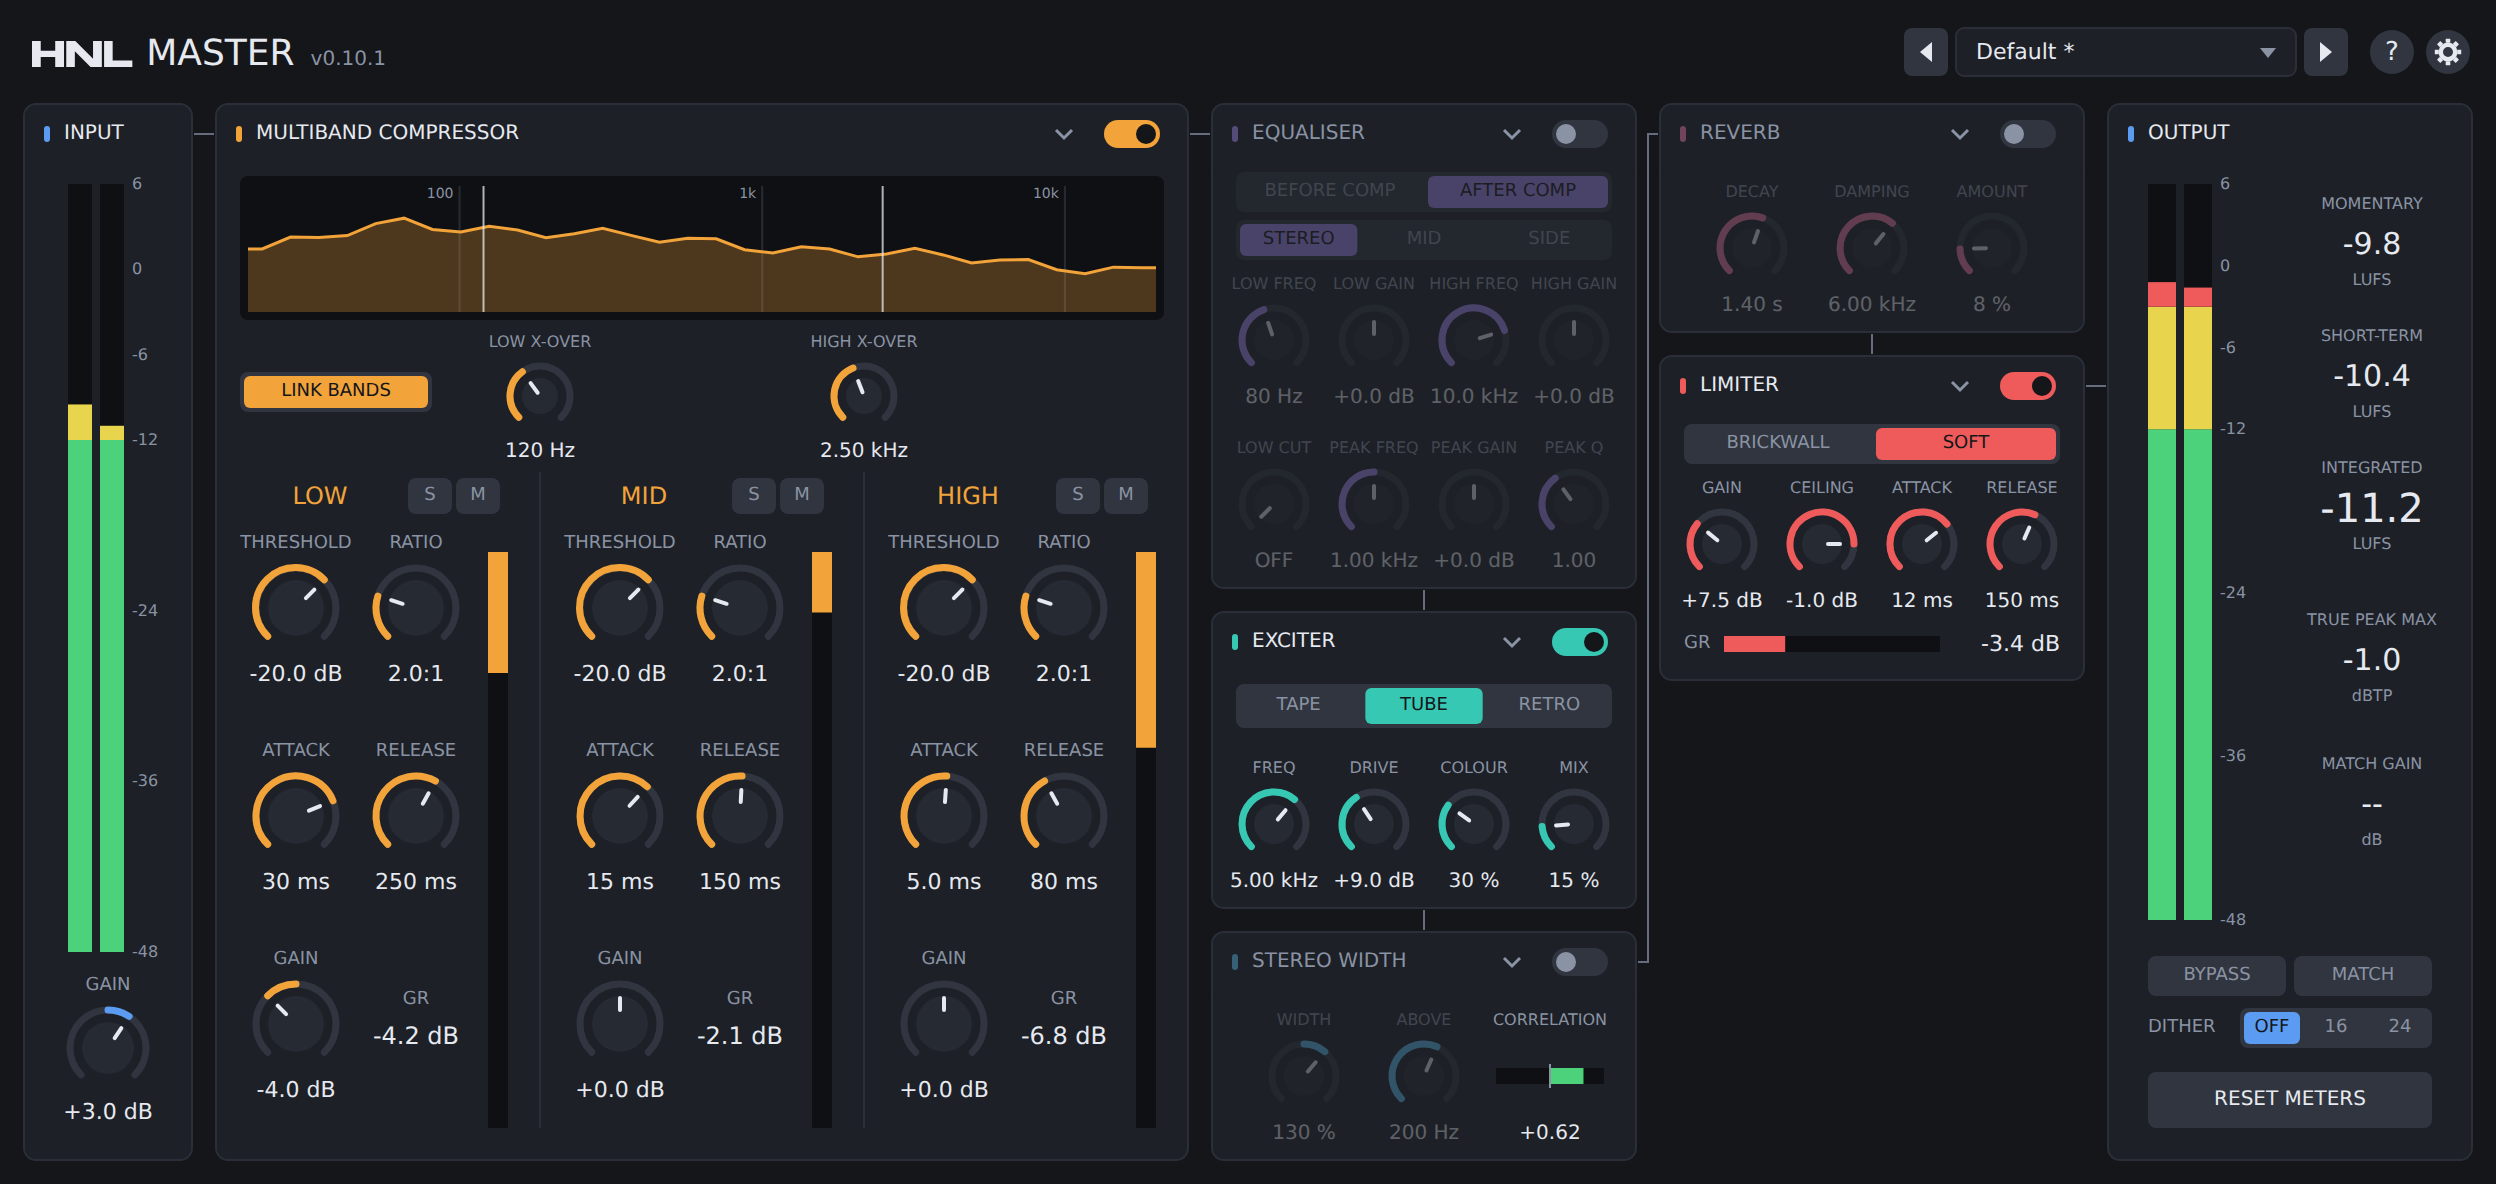 HNL MASTER v0.10.1
Default *
?
INPUT
6
0
-6
-12
-24
-36
-48
GAIN
+3.0 dB
MULTIBAND COMPRESSOR
100 1k 10k
LOW X-OVER HIGH X-OVER
LINK BANDS
120 Hz 2.50 kHz
LOW S M
THRESHOLD RATIO
-20.0 dB 2.0:1
ATTACK RELEASE
30 ms 250 ms
GAIN
GR
-4.2 dB
-4.0 dB
MID S M
THRESHOLD RATIO
-20.0 dB 2.0:1
ATTACK RELEASE
15 ms 150 ms
GAIN
GR
-2.1 dB
+0.0 dB
HIGH S M
THRESHOLD RATIO
-20.0 dB 2.0:1
ATTACK RELEASE
5.0 ms 80 ms
GAIN
GR
-6.8 dB
+0.0 dB
EQUALISER
BEFORE COMP AFTER COMP
STEREO MID SIDE
LOW FREQ LOW GAIN HIGH FREQ HIGH GAIN
80 Hz +0.0 dB 10.0 kHz +0.0 dB
LOW CUT PEAK FREQ PEAK GAIN PEAK Q
OFF 1.00 kHz +0.0 dB 1.00
EXCITER
TAPE TUBE RETRO
FREQ DRIVE COLOUR MIX
5.00 kHz +9.0 dB 30 % 15 %
STEREO WIDTH
WIDTH ABOVE CORRELATION
130 % 200 Hz +0.62
REVERB
DECAY DAMPING AMOUNT
1.40 s 6.00 kHz 8 %
LIMITER
BRICKWALL SOFT
GAIN CEILING ATTACK RELEASE
+7.5 dB -1.0 dB 12 ms 150 ms
GR -3.4 dB
OUTPUT
6
0
-6
-12
-24
-36
-48
MOMENTARY
-9.8
LUFS
SHORT-TERM
-10.4
LUFS
INTEGRATED
-11.2
LUFS
TRUE PEAK MAX
-1.0
dBTP
MATCH GAIN
--
dB
BYPASS MATCH
DITHER OFF 16 24
RESET METERS